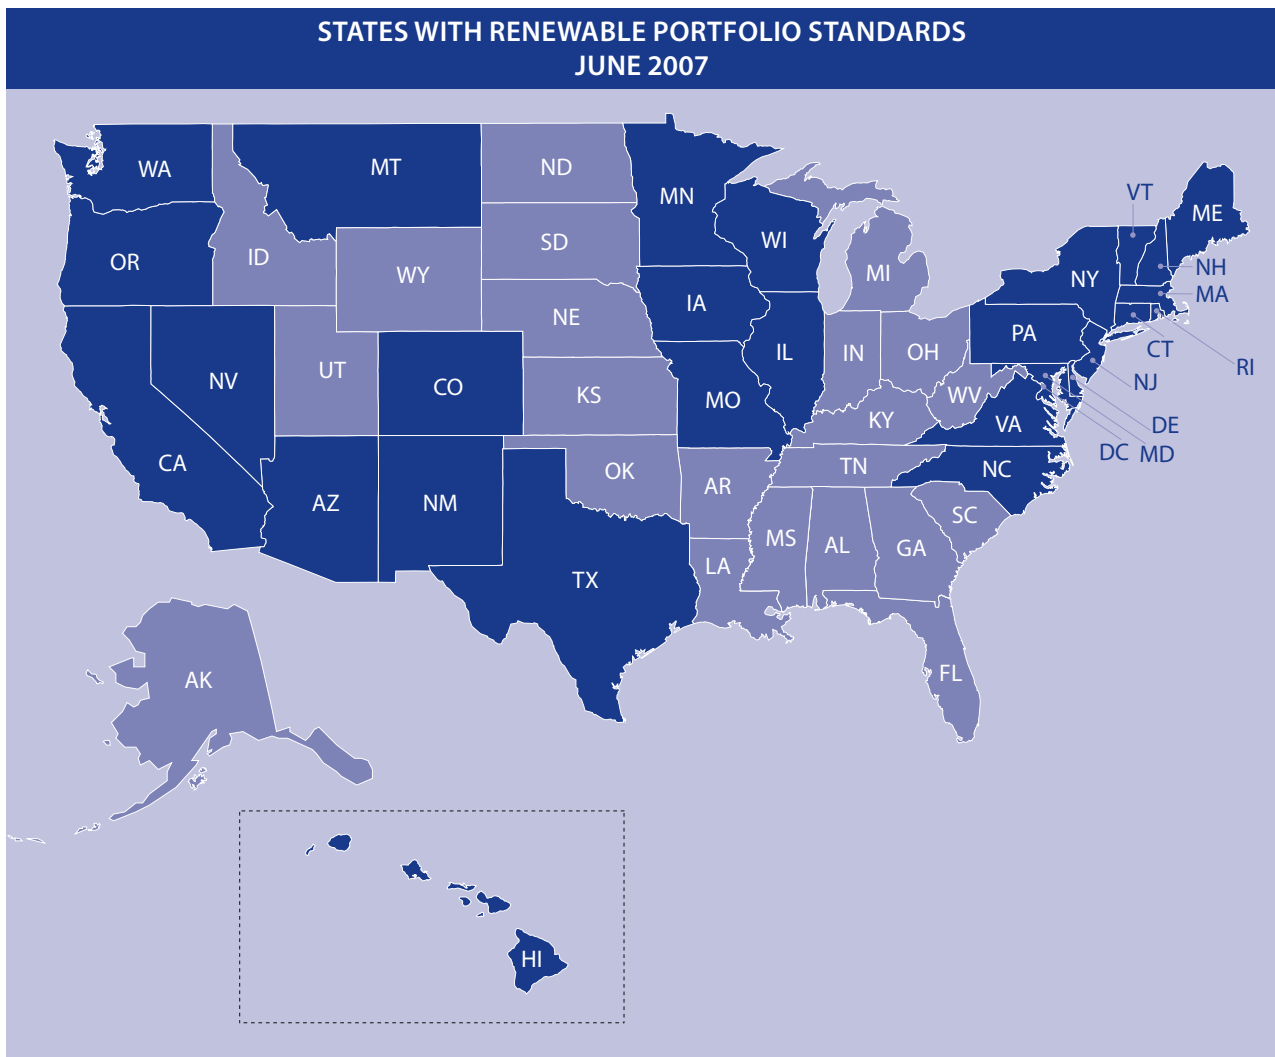 STATES WITH RENEWABLE PORTFOLIO STANDARDS
JUNE 2007
WA
MT
ND
MN
VT
ME
OR
ID
WY
SD
WI
MI
NY
NH
MA
NE
IA
PA
CT
RI
NV
UT
CO
KS
MO
IL
IN
OH
WV
NJ
KY
VA
DE
DC
MD
CA
AZ
NM
OK
AR
TN
NC
SC
TX
LA
MS
AL
GA
FL
AK
HI